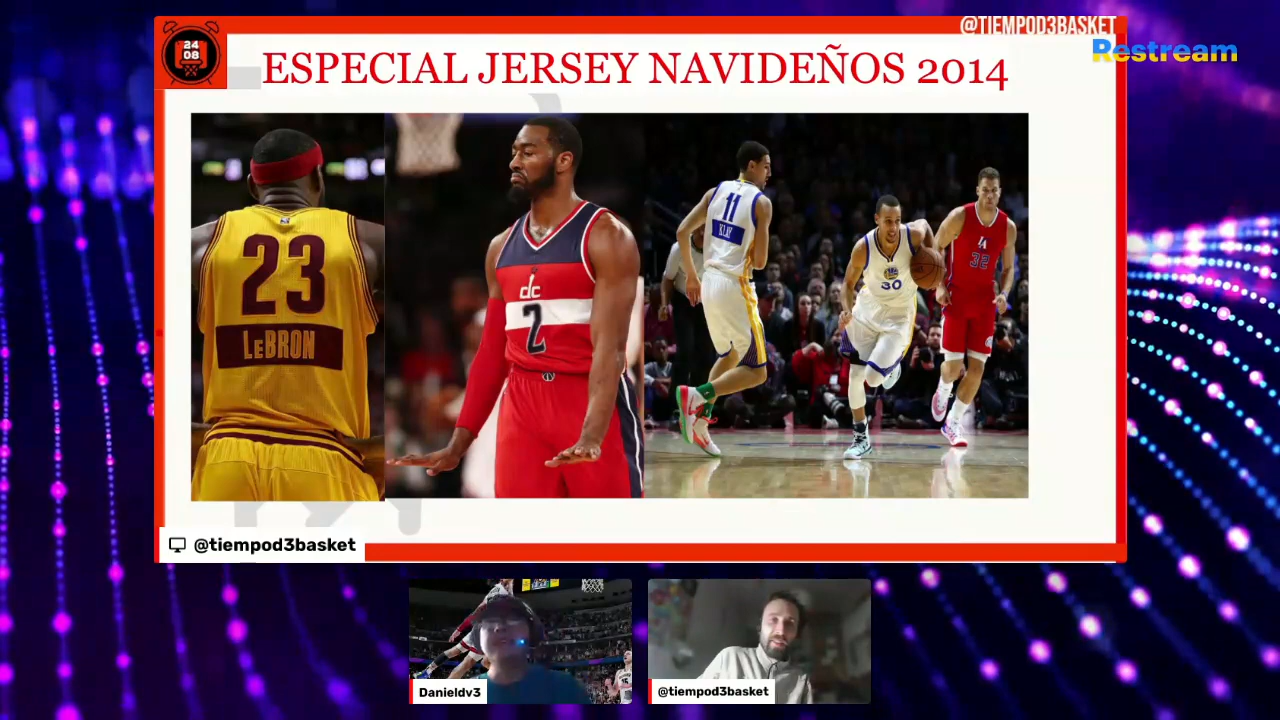 @TIEMPOD3BASKET
Restream
24
08
ESPECIAL JERSEY NAVIDEÑOS 2014
23
LEBRON
dc
2
11
KLAY
30
LA
32
@tiempod3basket
Danieldv3
@tiempod3basket